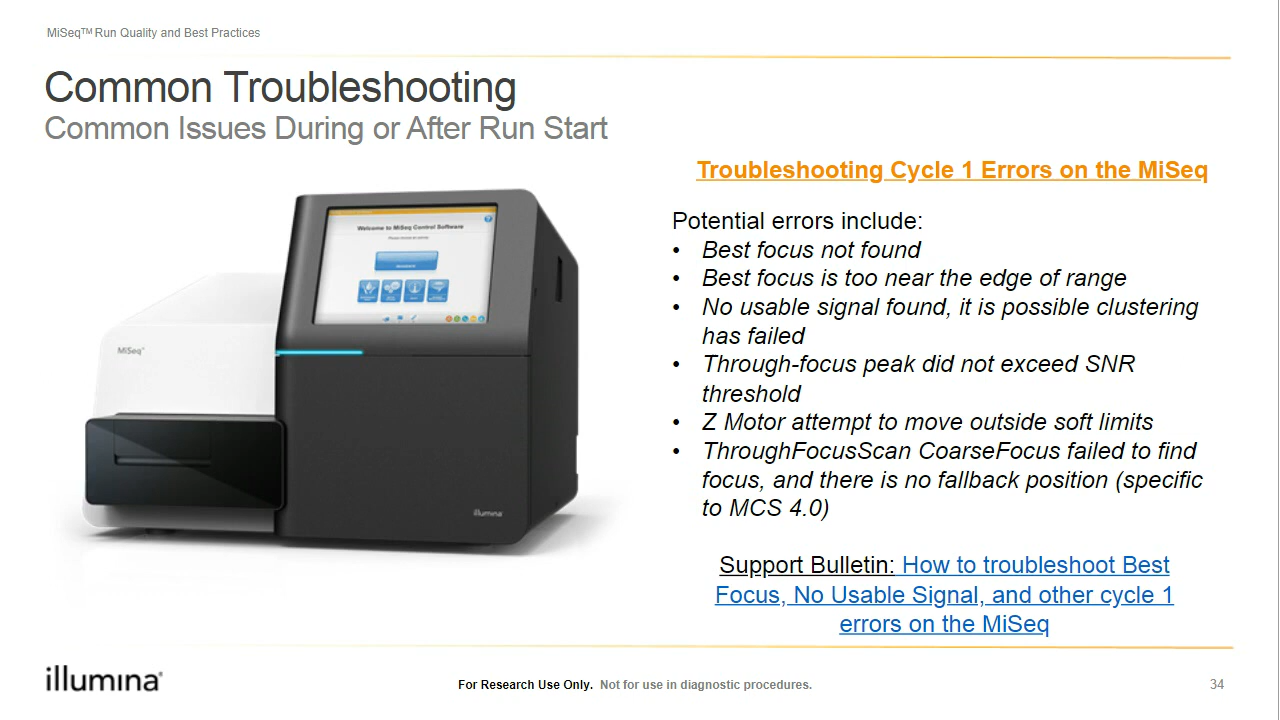 MiSeq™ Run Quality and Best Practices
Common Troubleshooting
Common Issues During or After Run Start
Troubleshooting Cycle 1 Errors on the MiSeq
Potential errors include:
• Best focus not found
• Best focus is too near the edge of range
• No usable signal found, it is possible clustering
has failed
• Through-focus peak did not exceed SNR
threshold
• Z Motor attempt to move outside soft limits
• ThroughFocusScan CoarseFocus failed to find
focus, and there is no fallback position (specific
to MCS 4.0)
Support Bulletin: How to troubleshoot Best
Focus, No Usable Signal, and other cycle 1
errors on the MiSeq
Welcome to MiSeq Control Software
MiSeq™
illumina
illumina®
For Research Use Only. Not for use in diagnostic procedures.
34